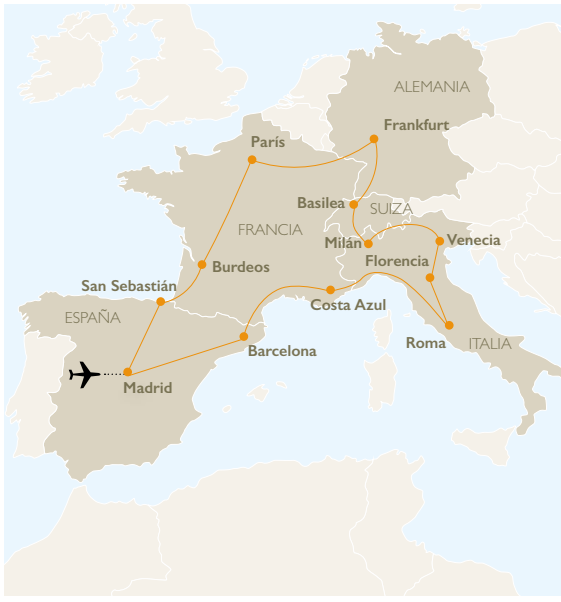 ALEMANIA
Frankfurt
París
Basilea
SUIZA
FRANCIA
Milán
Venecia
Florencia
Burdeos
San Sebastián
Costa Azul
ESPAÑA
Roma
ITALIA
Barcelona
Madrid